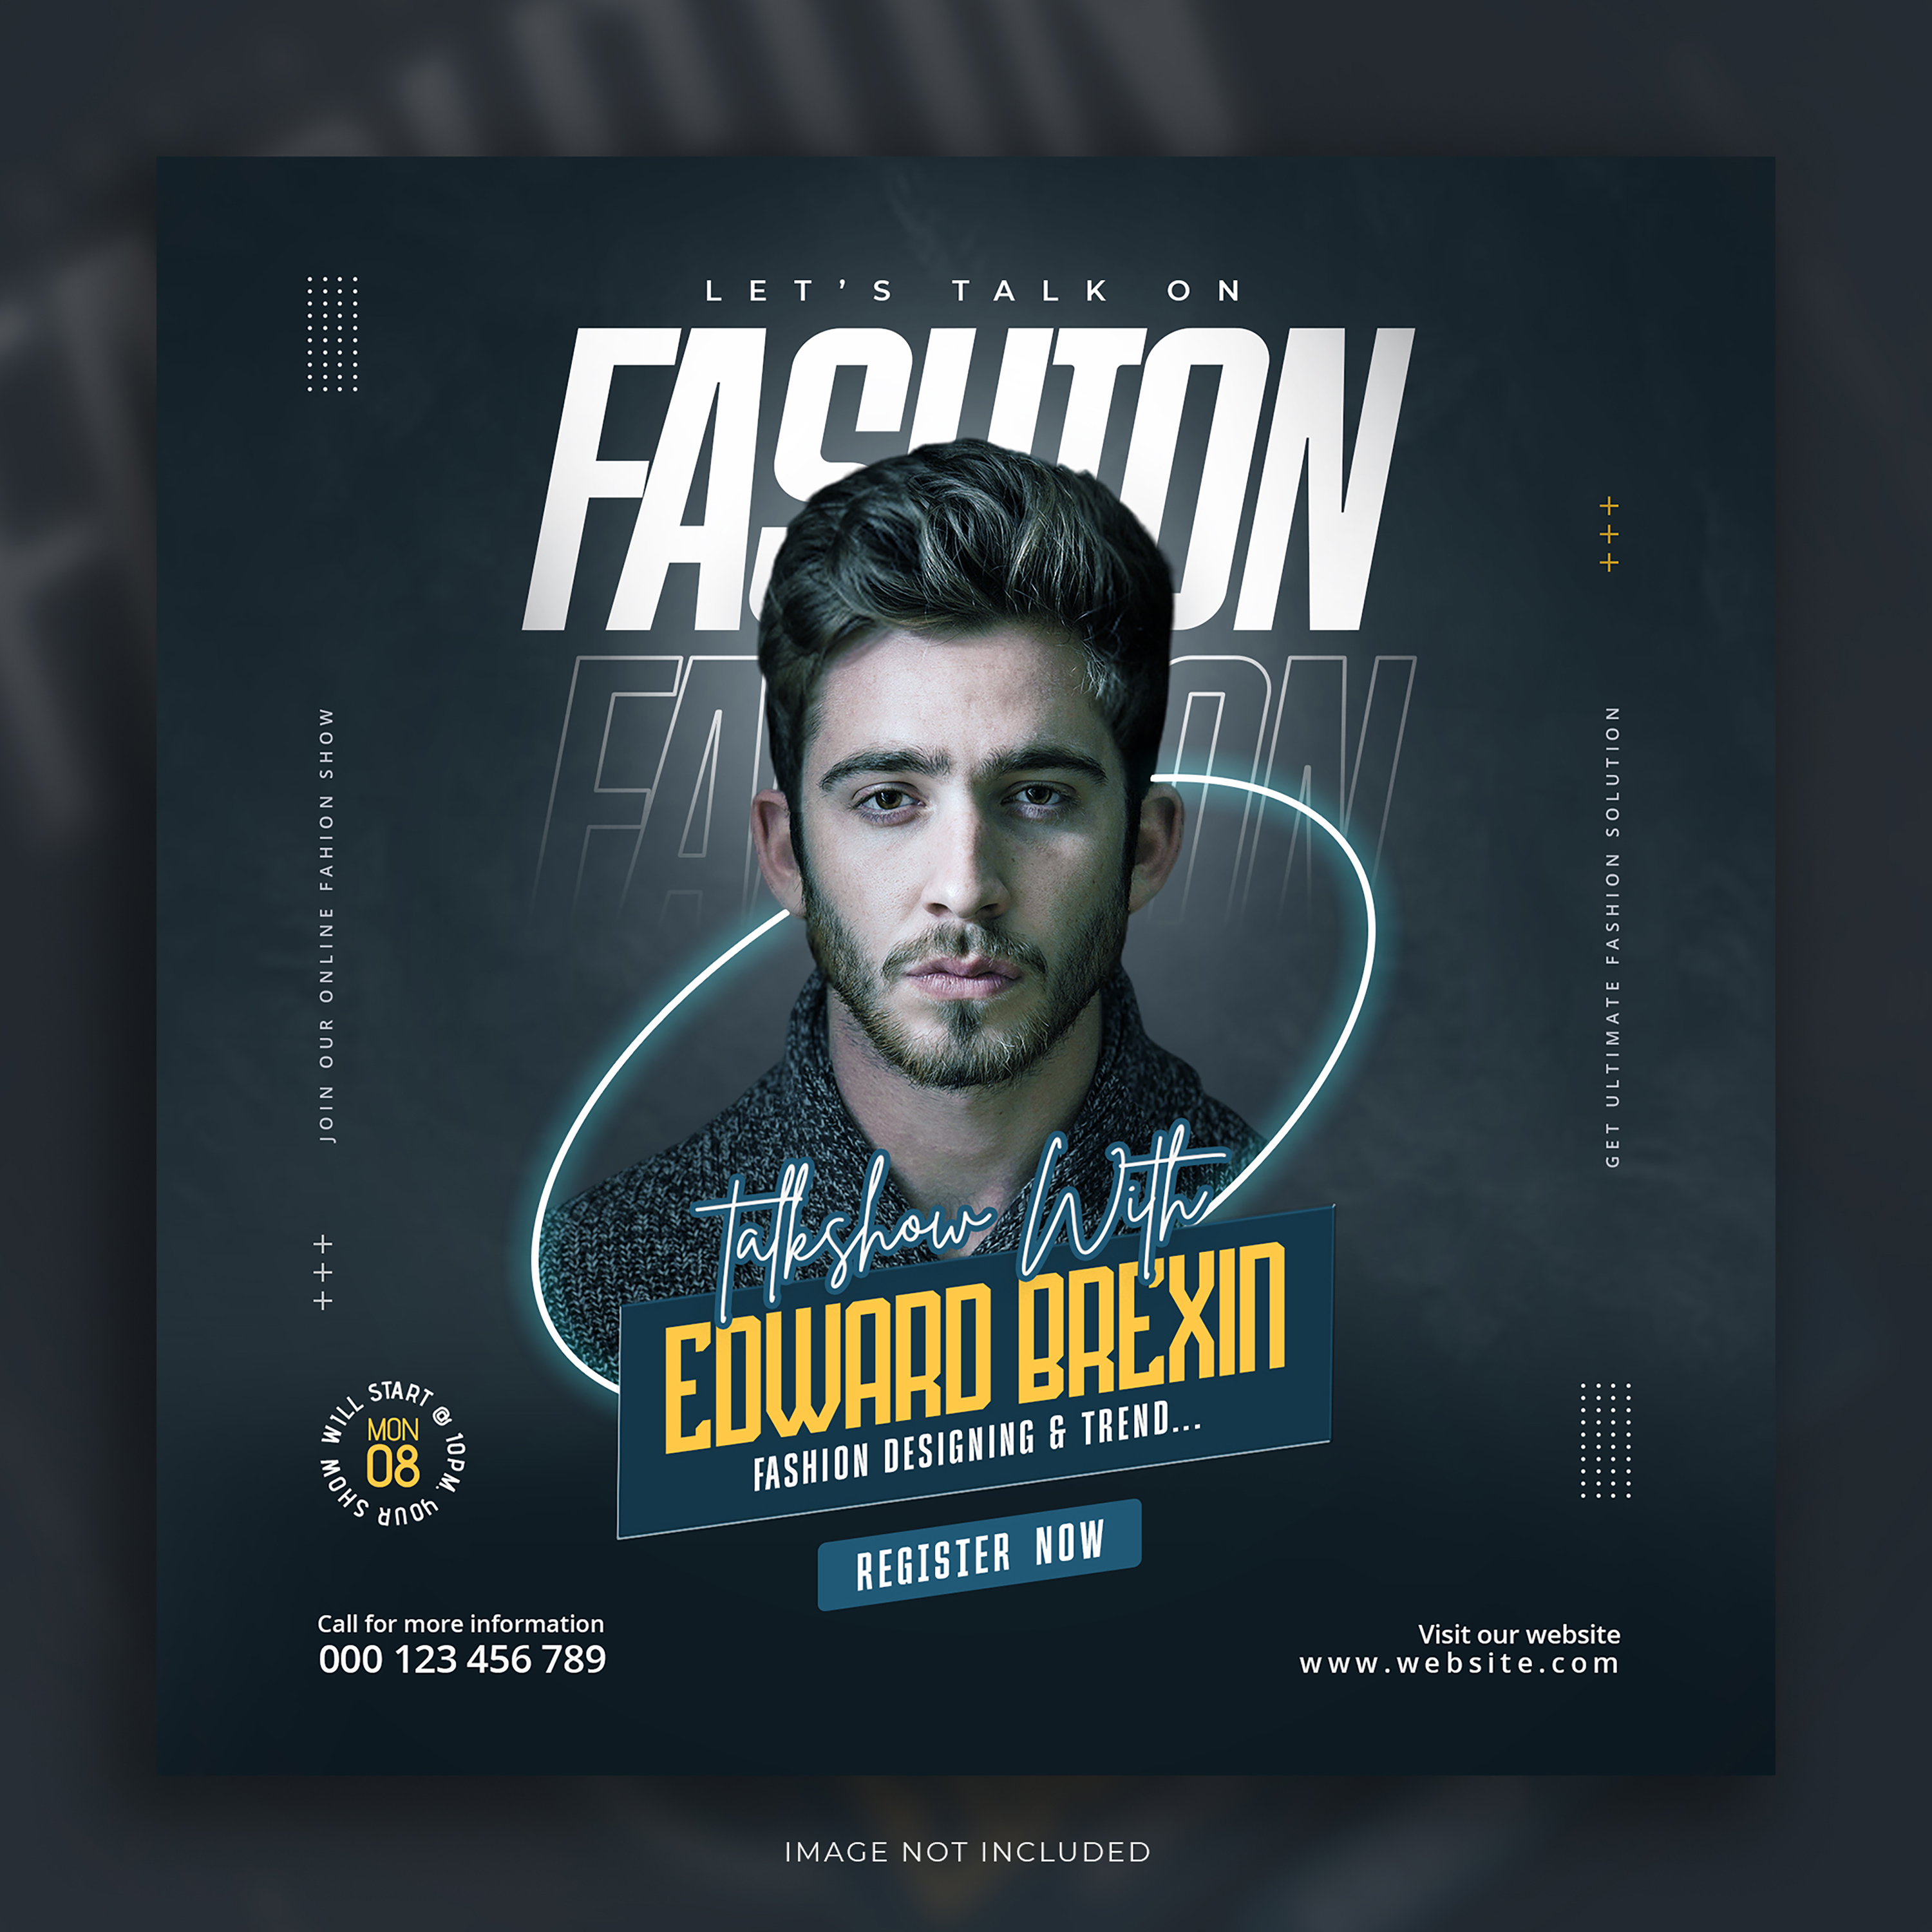 LET'S TALK ON
FASHION
FASHION
JOIN OUR ONLINE FAHION SHOW
GET ULTIMATE FASHION SOLUTION
Talkshow With
EDWARD BREXIN
FASHION DESIGNING & TREND...
REGISTER NOW
YOUR SHOW WILL START @ 10PM.
MON
08
Call for more information
000 123 456 789
Visit our website
www.website.com
IMAGE NOT INCLUDED